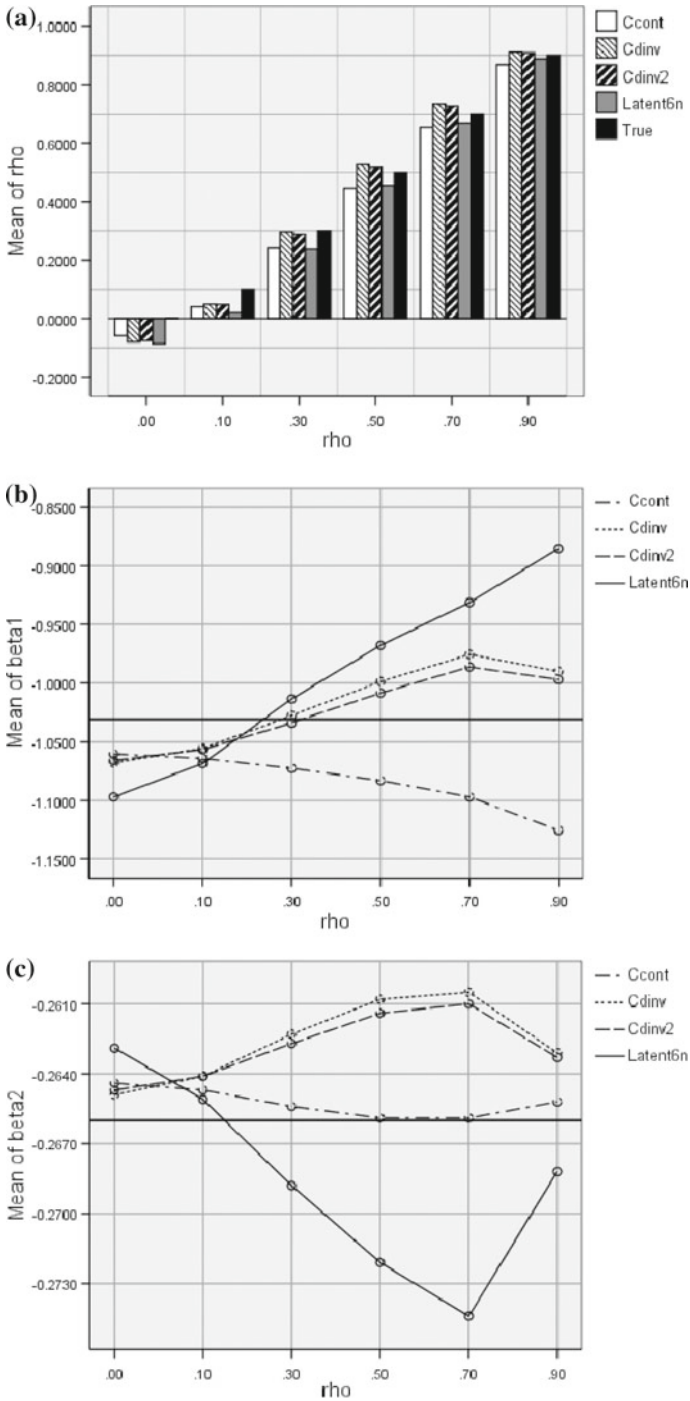 (a)
Mean of rho
1.0000
0.8000
0.6000
0.4000
0.2000
0.0000
-0.2000
.00 .10 .30 .50 .70 .90
rho
Ccont
Cdinv
Cdinv2
Latent6n
True
(b)
Mean of beta1
-0.8500
-0.9000
-0.9500
-1.0000
-1.0500
-1.1000
-1.1500
.00 .10 .30 .50 .70 .90
rho
Ccont
Cdinv
Cdinv2
Latent6n
(c)
Mean of beta2
-0.2610
-0.2640
-0.2670
-0.2700
-0.2730
.00 .10 .30 .50 .70 .90
rho
Ccont
Cdinv
Cdinv2
Latent6n